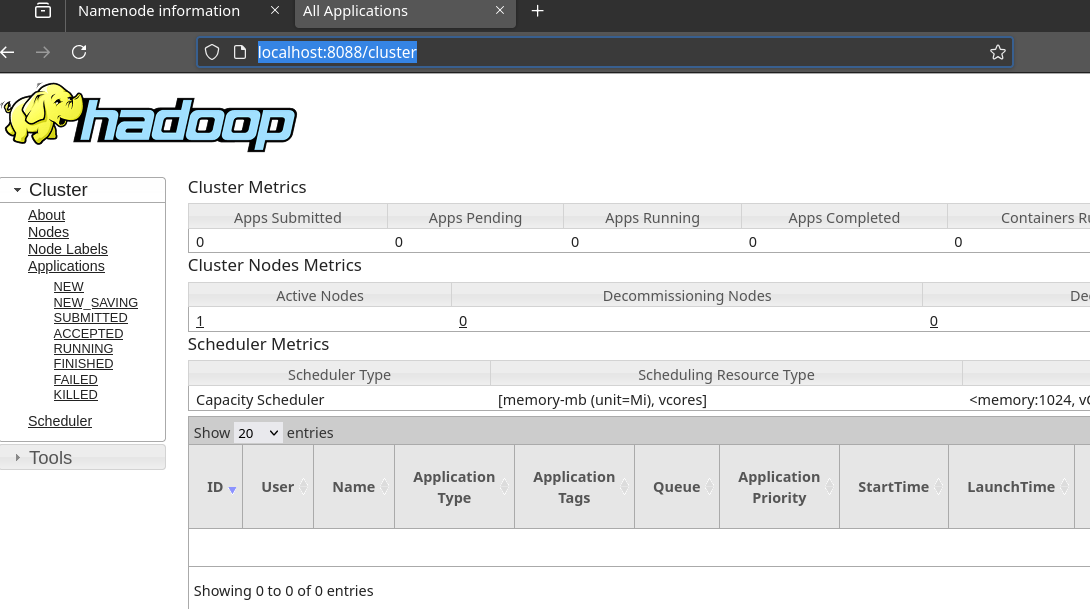 Namenode information
All Applications
localhost:8088/cluster
hadoop
Cluster
About
Nodes
Node Labels
Applications
NEW
NEW_SAVING
SUBMITTED
ACCEPTED
RUNNING
FINISHED
FAILED
KILLED
Scheduler
Tools
Cluster Metrics
Apps Submitted Apps Pending Apps Running Apps Completed Containers
0 0 0 0 0
Cluster Nodes Metrics
Active Nodes Decommissioning Nodes
1 0 0
Scheduler Metrics
Scheduler Type Scheduling Resource Type
Capacity Scheduler [memory-mb (unit=Mi), vcores] <memory:1024,
Show 20 entries
ID User Name Application Type Application Tags Queue Application Priority StartTime LaunchTime
Showing 0 to 0 of 0 entries